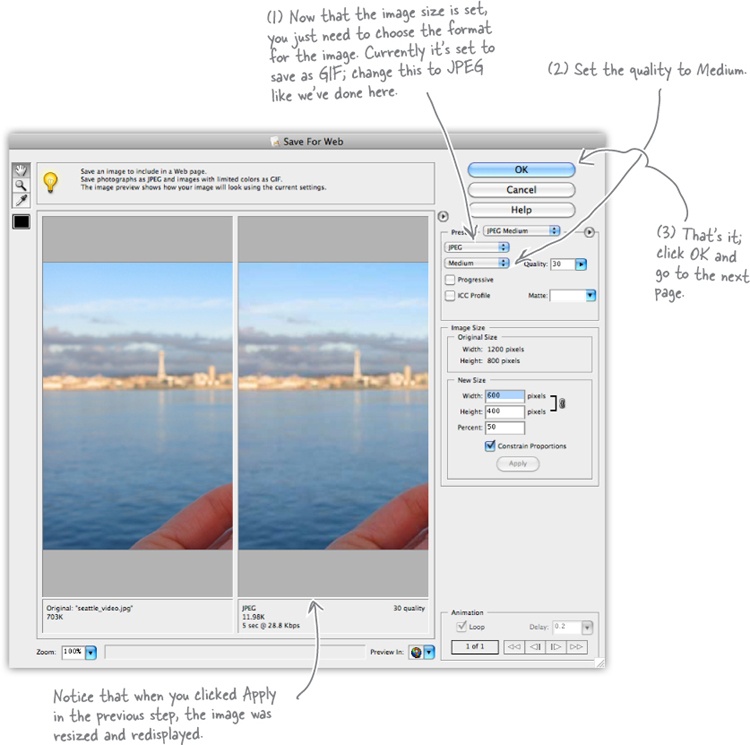 (1) Now that the image size is set,
you just need to choose the format
for the image. Currently it's set to
save as GIF; change this to JPEG
like we've done here.
(2) Set the quality to Medium.
Save For Web
Save an image to include in a Web page.
Save photographs as JPEG and images with limited colors as GIF.
The image preview shows how your image will look using the current settings.
OK
Cancel
Help
(3) That's it;
click OK and
go to the next
page.
JPEG Medium
JPEG
Medium
Quality: 30
Progressive
ICC Profile
Matte:
Image Size
Original Size
Width: 1200 pixels
Height: 800 pixels
New Size
Width: 600 pixels
Height: 400 pixels
Percent: 50
Constrain Proportions
Apply
Original: "seattle_video.jpg"
703K
JPEG
30 quality
11.98K
5 sec @ 28.8 Kbps
Animation
Loop
Delay: 0.2
1 of 1
Zoom: 100%
Preview In:
Notice that when you clicked Apply
in the previous step, the image was
resized and redisplayed.